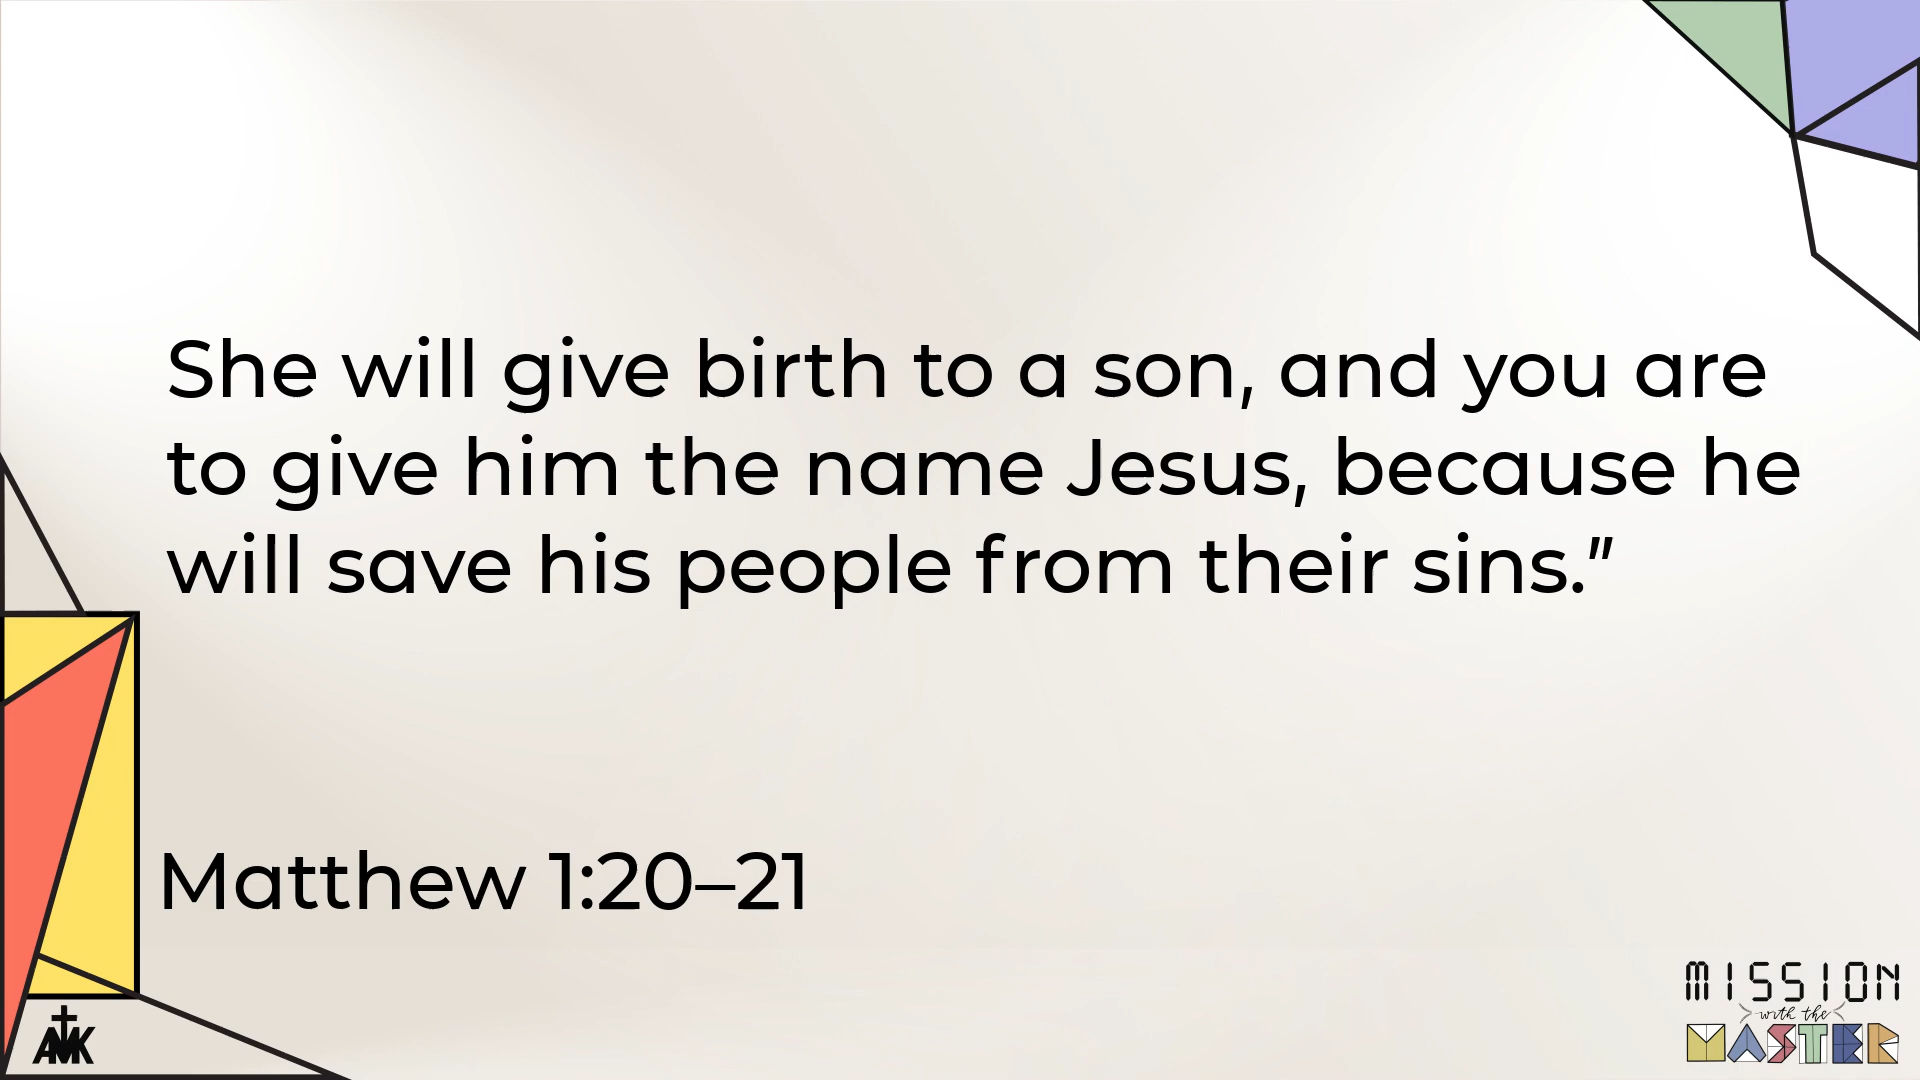 She will give birth to a son, and you are
to give him the name Jesus, because he
will save his people from their sins.”
Matthew 1:20–21
AMK
MISSION
with the
MASTER